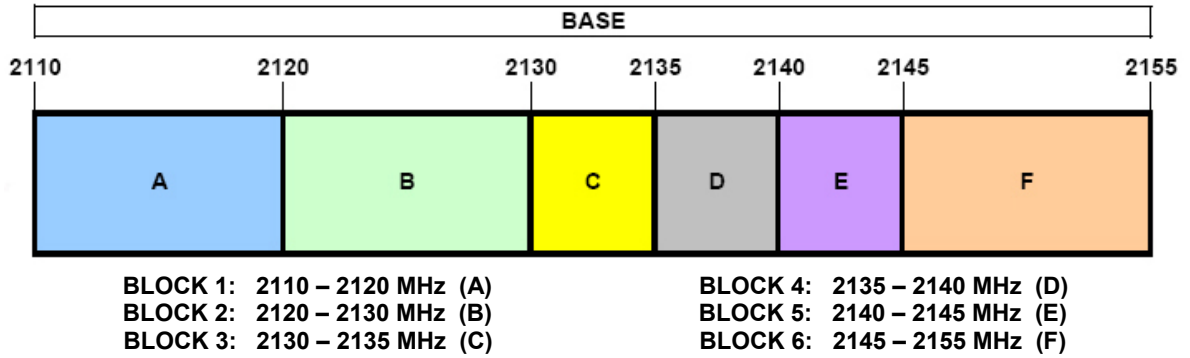 BASE
2110 2120 2130 2135 2140 2145 2155
A B C D E F
BLOCK 1: 2110 – 2120 MHz (A)
BLOCK 2: 2120 – 2130 MHz (B)
BLOCK 3: 2130 – 2135 MHz (C)
BLOCK 4: 2135 – 2140 MHz (D)
BLOCK 5: 2140 – 2145 MHz (E)
BLOCK 6: 2145 – 2155 MHz (F)